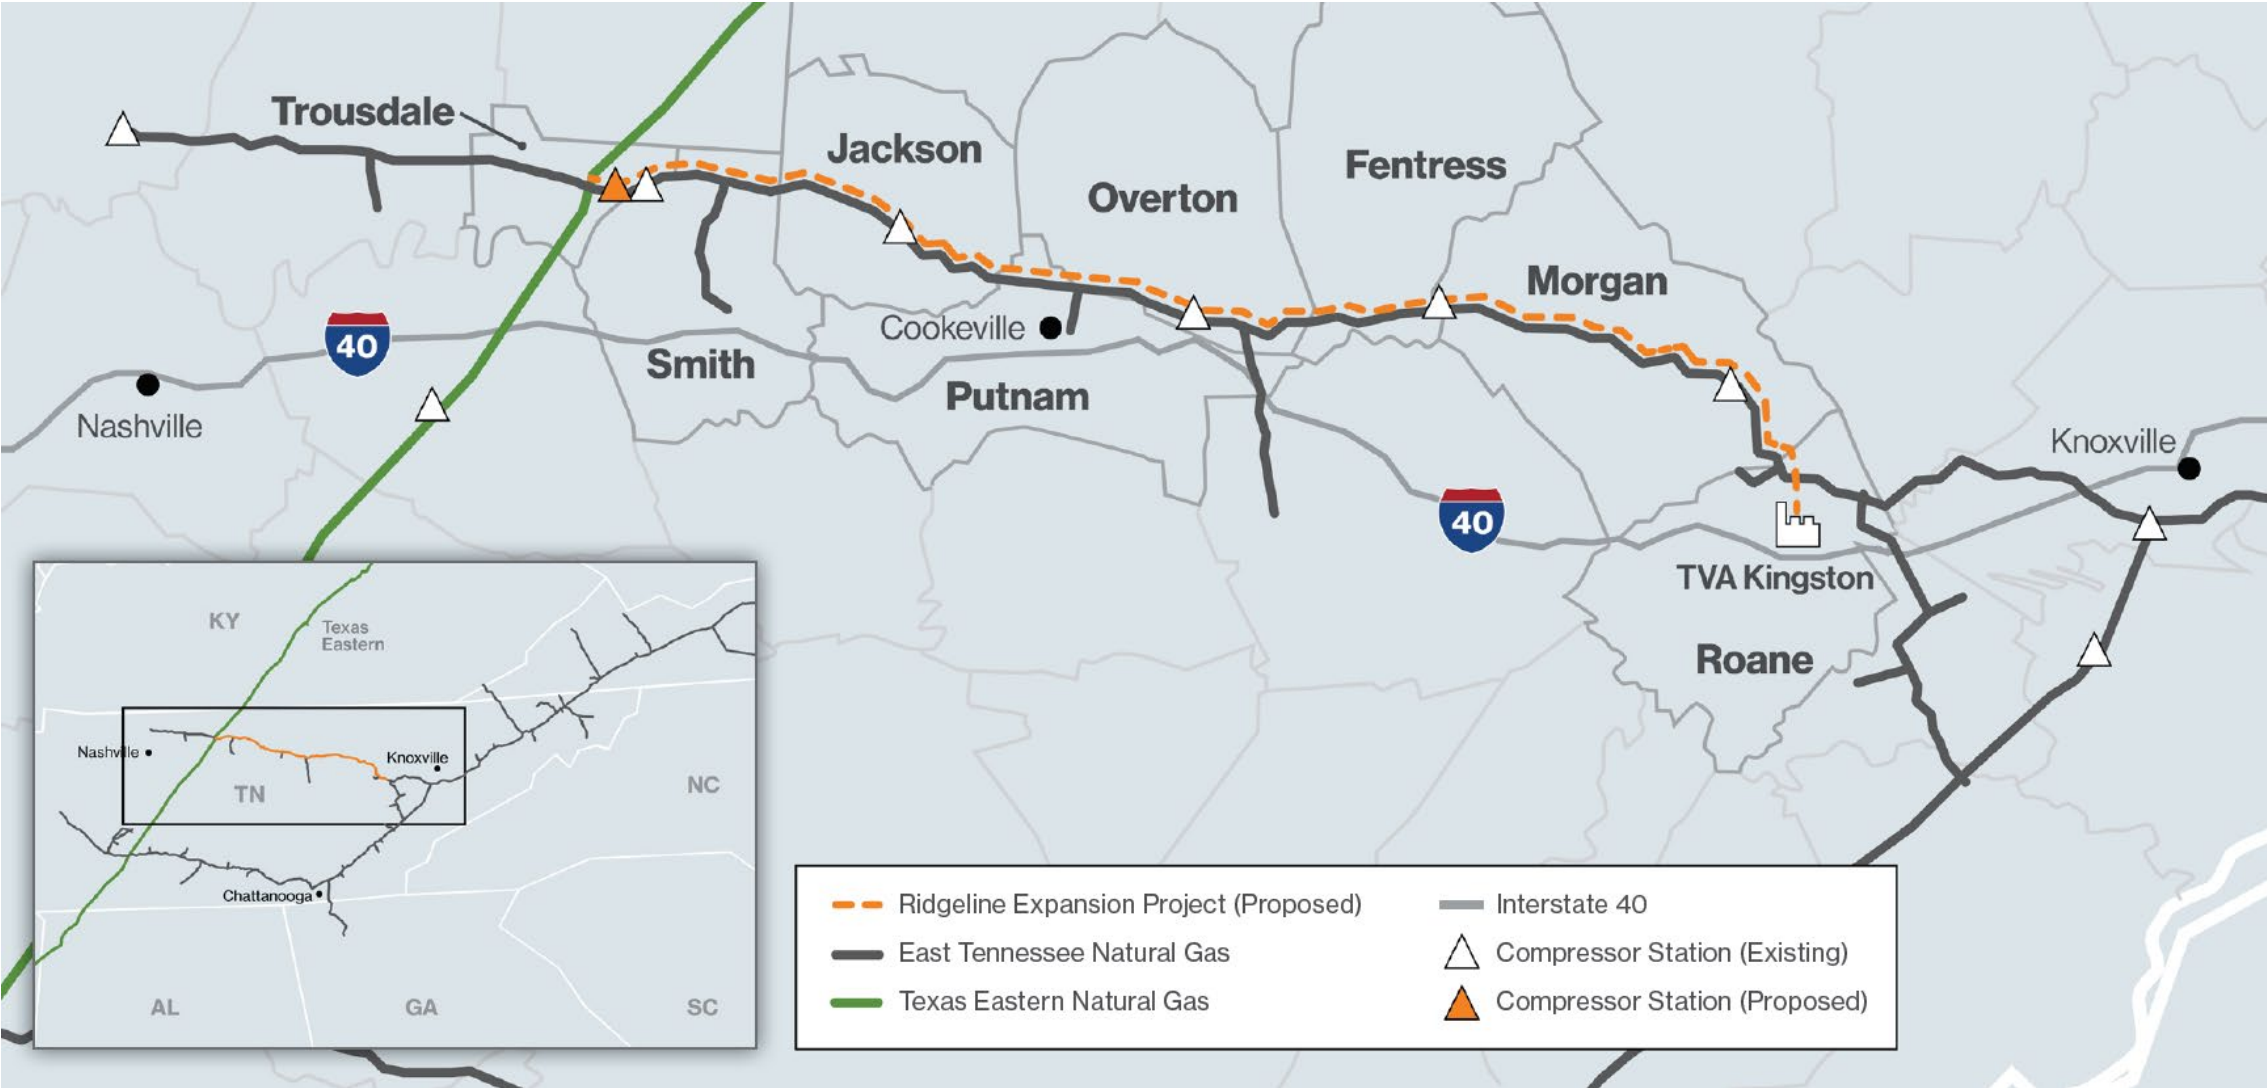 Trousdale
Jackson
Overton
Fentress
Morgan
Cookeville
40
Smith
Putnam
Nashville
Knoxville
40
TVA Kingston
Roane
KY
Texas
Eastern
Nashville
Knoxville
TN
NC
Chattanooga
AL
GA
SC
Ridgeline Expansion Project (Proposed)
East Tennessee Natural Gas
Texas Eastern Natural Gas
Interstate 40
Compressor Station (Existing)
Compressor Station (Proposed)